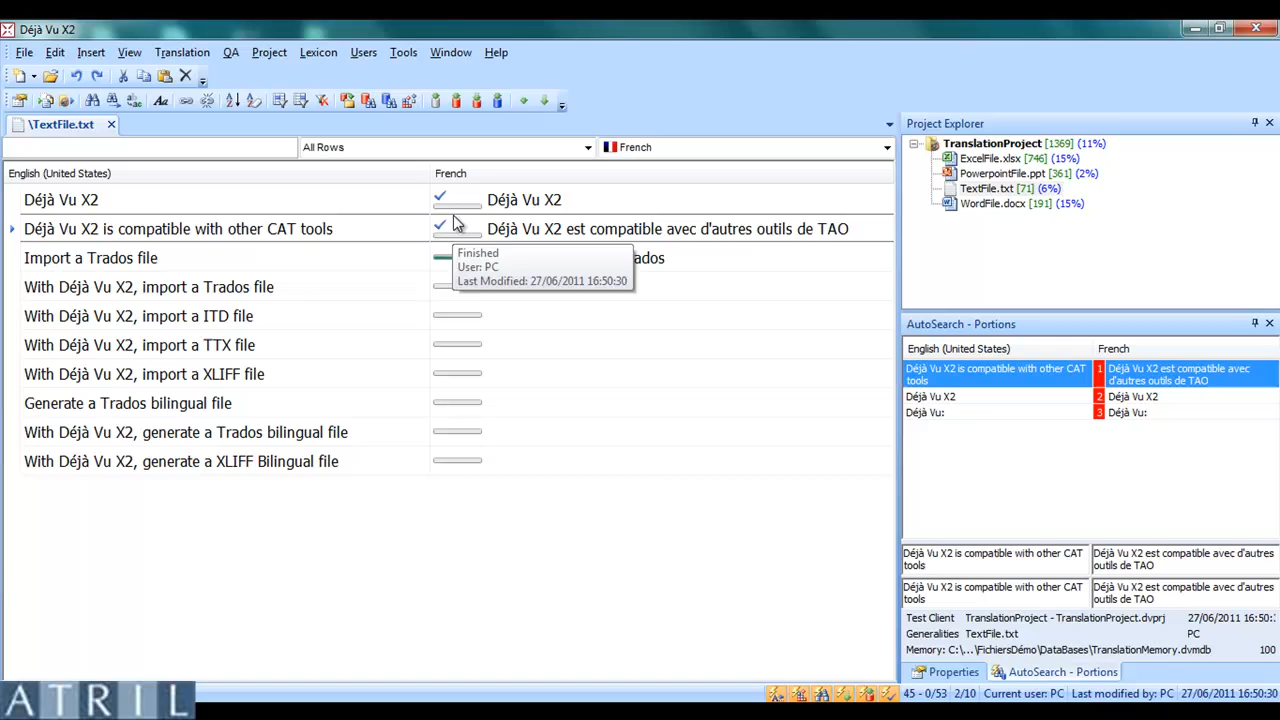 Déjà Vu X2
File Edit Insert View Translation QA Project Lexicon Users Tools Window Help
\TextFile.txt
All Rows French
English (United States) French
Déjà Vu X2 Déjà Vu X2
Déjà Vu X2 is compatible with other CAT tools Déjà Vu X2 est compatible avec d'autres outils de TAO
Import a Trados file ados
Finished
User: PC
Last Modified: 27/06/2011 16:50:30
With Déjà Vu X2, import a Trados file
With Déjà Vu X2, import a ITD file
With Déjà Vu X2, import a TTX file
With Déjà Vu X2, import a XLIFF file
Generate a Trados bilingual file
With Déjà Vu X2, generate a Trados bilingual file
With Déjà Vu X2, generate a XLIFF Bilingual file
Project Explorer
TranslationProject [1369] (11%)
ExcelFile.xlsx [746] (15%)
PowerpointFile.ppt [361] (2%)
TextFile.txt [71] (6%)
WordFile.docx [191] (15%)
AutoSearch - Portions
English (United States) French
Déjà Vu X2 is compatible with other CAT tools 1 Déjà Vu X2 est compatible avec d'autres outils de TAO
Déjà Vu X2 2 Déjà Vu X2
Déjà Vu: 3 Déjà Vu:
Déjà Vu X2 is compatible with other CAT tools Déjà Vu X2 est compatible avec d'autres outils de TAO
Déjà Vu X2 is compatible with other CAT tools Déjà Vu X2 est compatible avec d'autres outils de TAO
Test Client TranslationProject - TranslationProject.dvprj 27/06/2011 16:50:
Generalities TextFile.txt PC
Memory: C:\...\FichiersDémo\DataBases\TranslationMemory.dvmdb 100
Properties AutoSearch - Portions
45 - 0/53 2/10 Current user: PC Last modified by: PC 27/06/2011 16:50:30
ATRIL